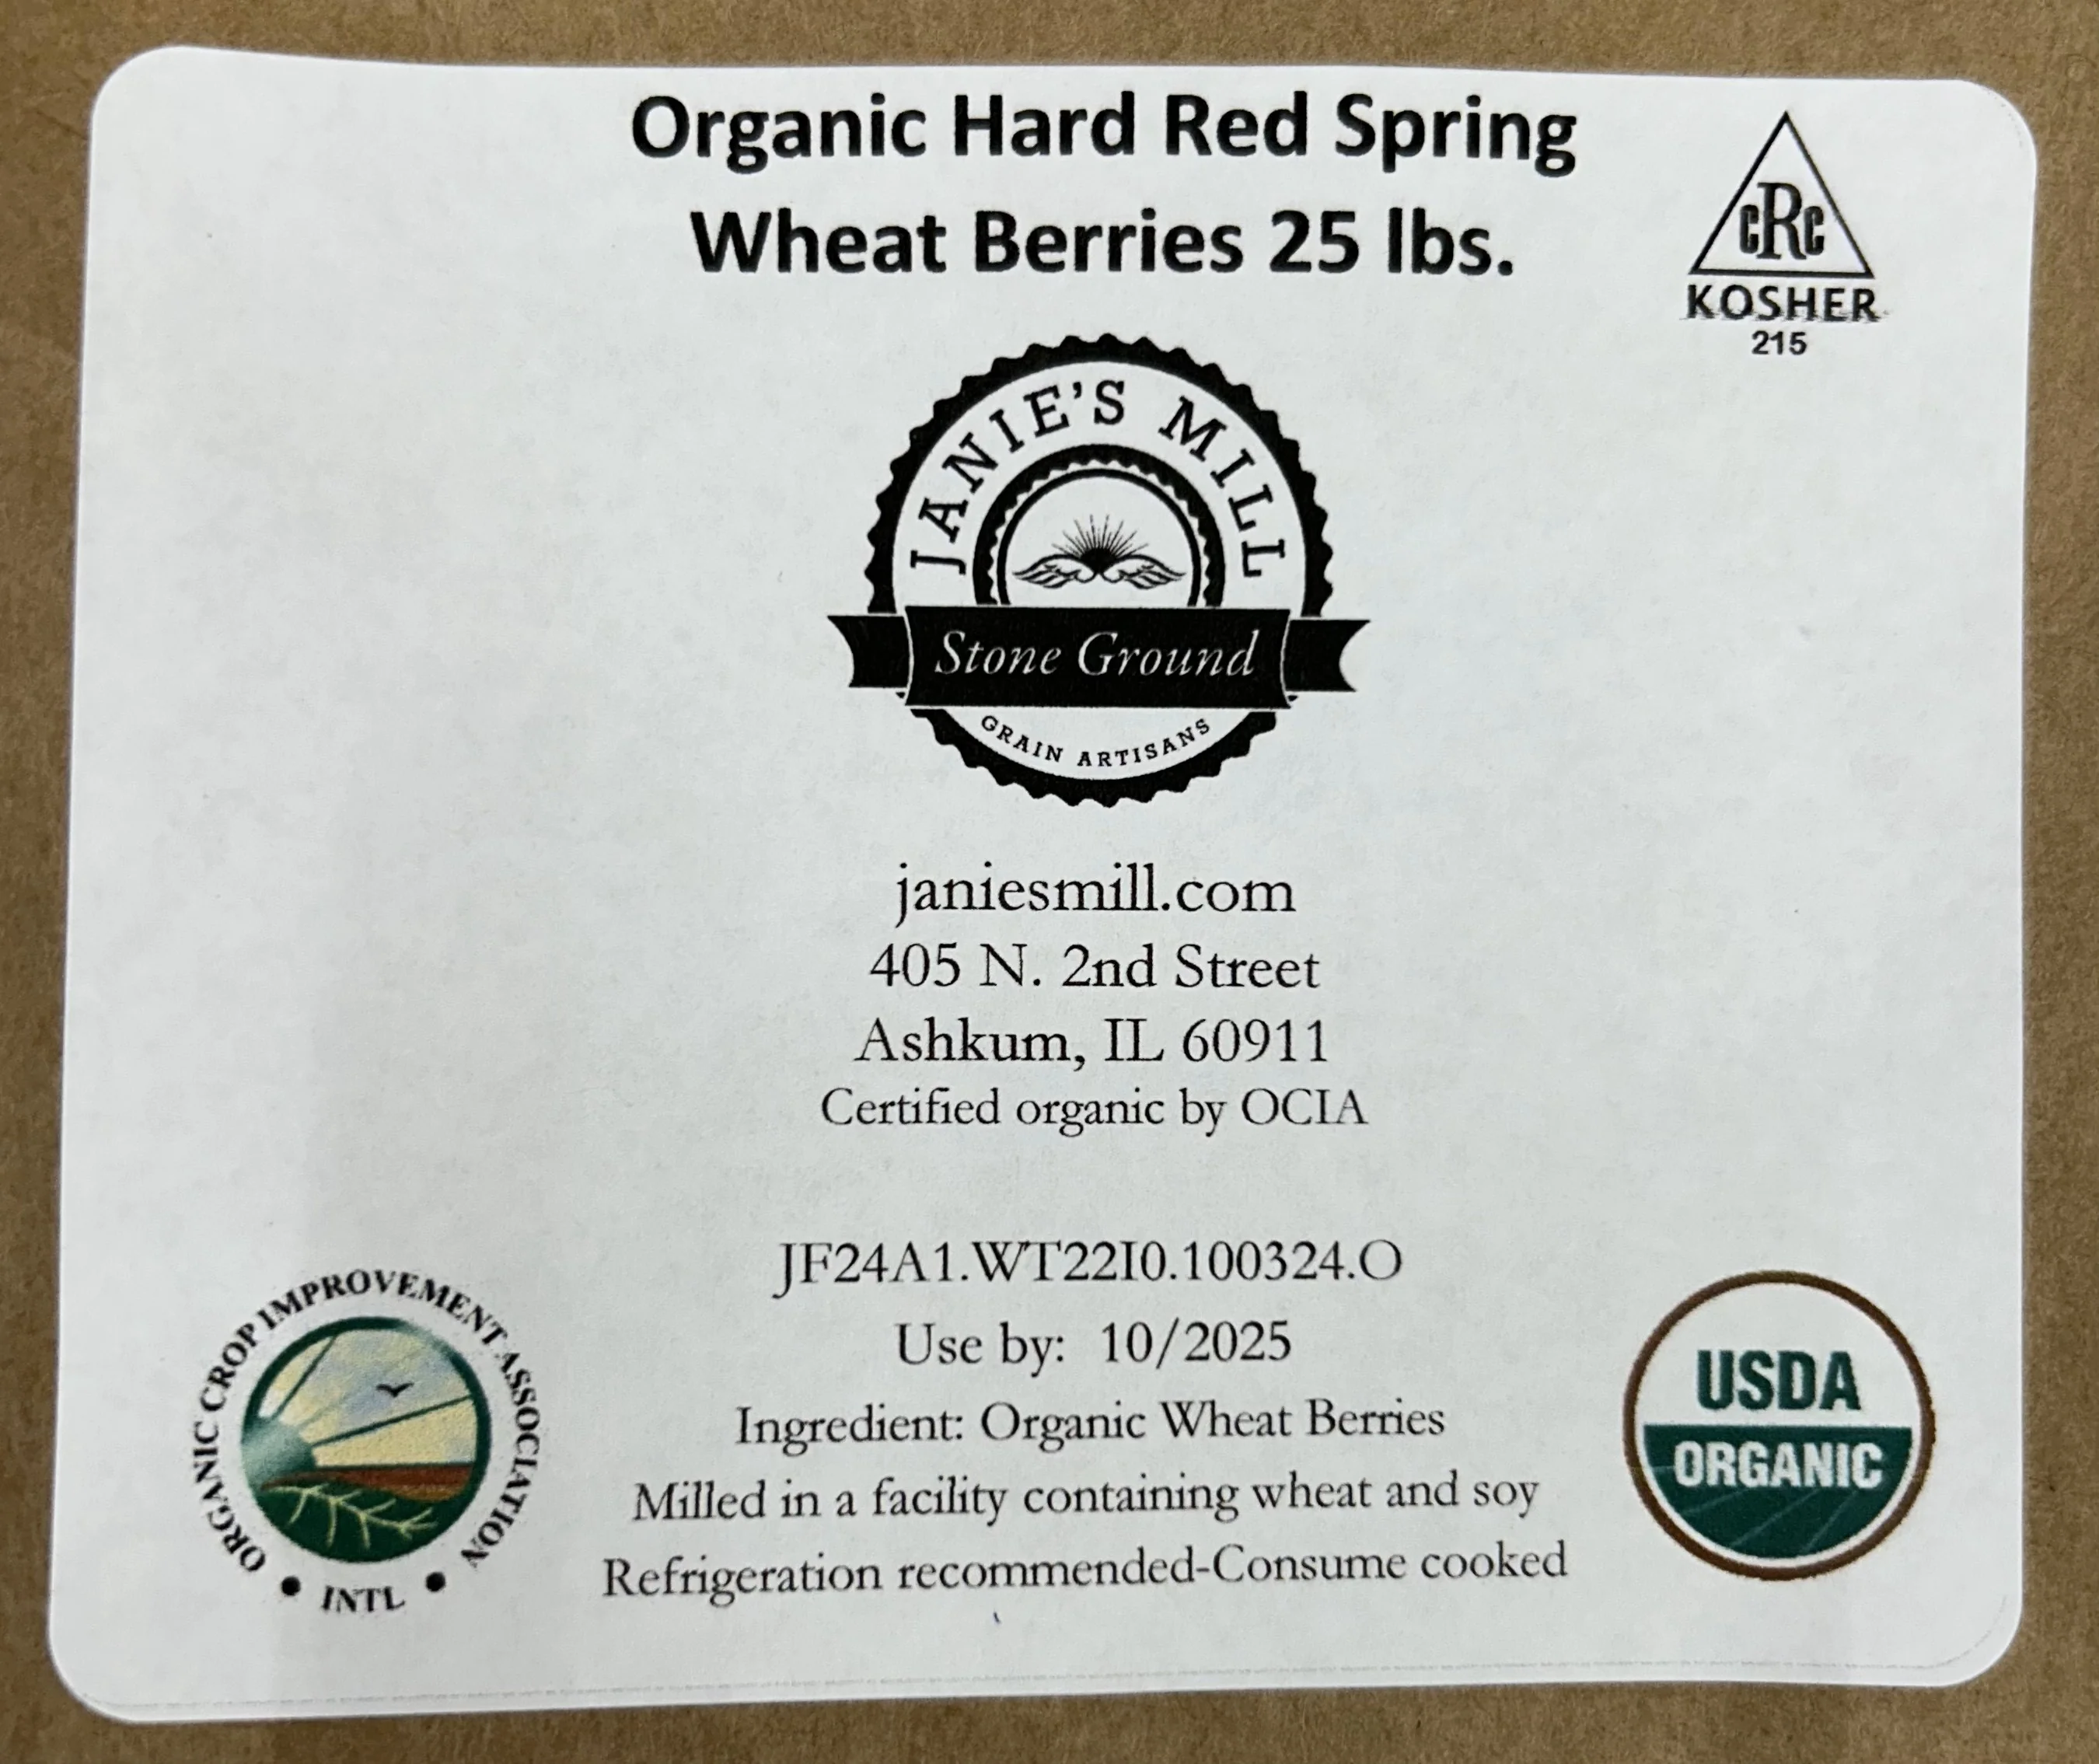 Organic Hard Red Spring
Wheat Berries 25 lbs.
cRc
KOSHER
215
JANIE'S MILL
Stone Ground
GRAIN ARTISANS
janiesmill.com
405 N. 2nd Street
Ashkum, IL 60911
Certified organic by OCIA
JF24A1.WT22I0.100324.O
Use by: 10/2025
Ingredient: Organic Wheat Berries
Milled in a facility containing wheat and soy
Refrigeration recommended-Consume cooked
ORGANIC CROP IMPROVEMENT ASSOCIATION
• INTL •
USDA
ORGANIC